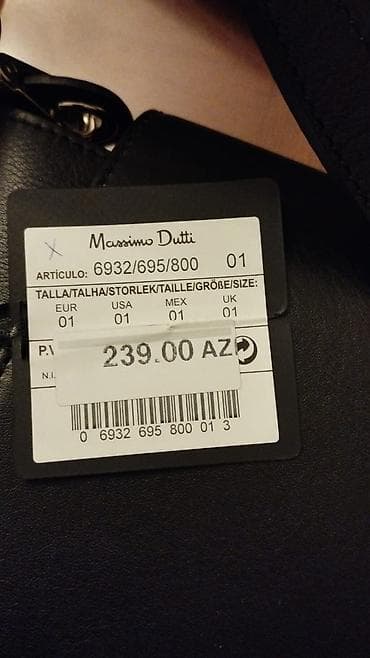 Massimo Dutti
ARTÍCULO: 6932/695/800 01
TALLA/TALHA/STORLEK/TAILLE/GRÖßE/SIZE:
EUR USA MEX UK
01 01 01 01
239.00 AZ
N.I.
0 6932 695 800 01 3